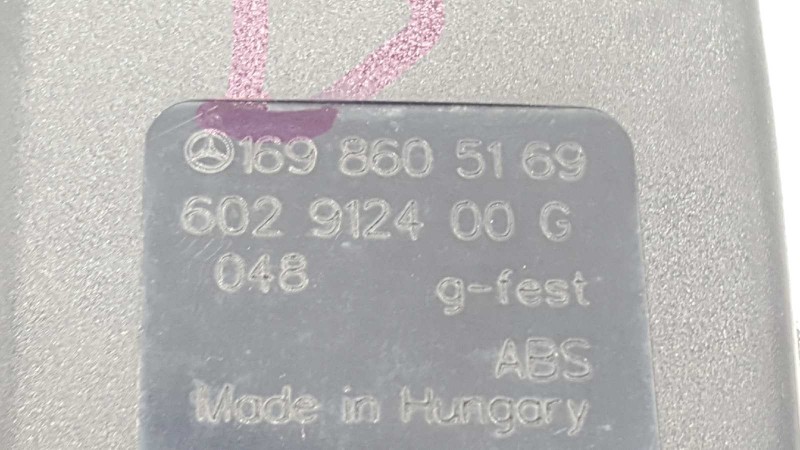 169 860 51 69
602 9124 00 G
048 g-fest
ABS
Made in Hungary